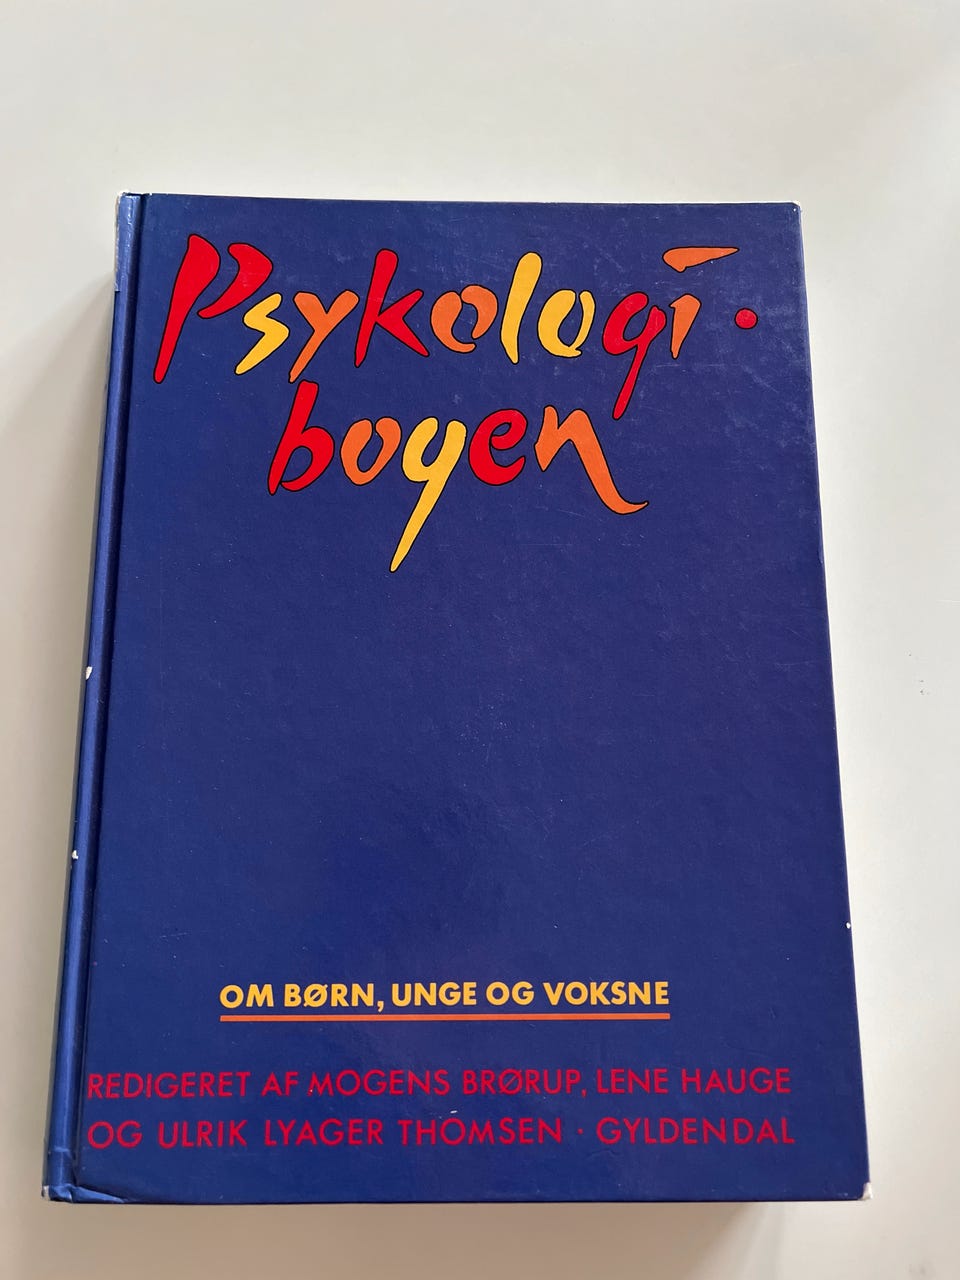 Psykologi·
bogen
OM BØRN, UNGE OG VOKSNE
REDIGERET AF MOGENS BRØRUP, LENE HAUGE
OG ULRIK LYAGER THOMSEN · GYLDENDAL